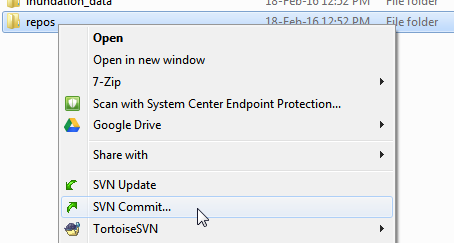 inundation_data 18-Feb-16 12:52 PM File folder
repos 18-Feb-16 12:52 PM File folder
Open
Open in new window
7-Zip
Scan with System Center Endpoint Protection...
Google Drive
Share with
SVN Update
SVN Commit...
TortoiseSVN